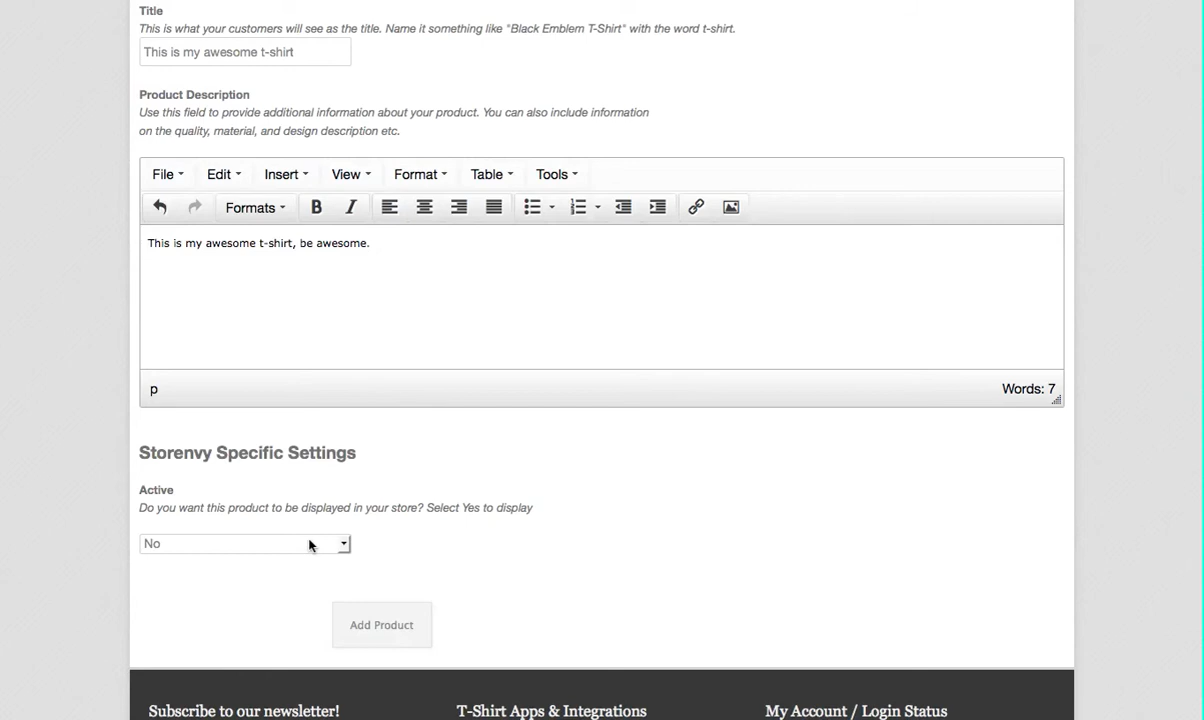 Title
This is what your customers will see as the title. Name it something like "Black Emblem T-Shirt" with the word t-shirt.
This is my awesome t-shirt
Product Description
Use this field to provide additional information about your product. You can also include information
on the quality, material, and design description etc.
File Edit Insert View Format Table Tools
Formats B I
This is my awesome t-shirt, be awesome.
p Words: 7
Storenvy Specific Settings
Active
Do you want this product to be displayed in your store? Select Yes to display
No
Add Product
Subscribe to our newsletter! T-Shirt Apps & Integrations My Account / Login Status